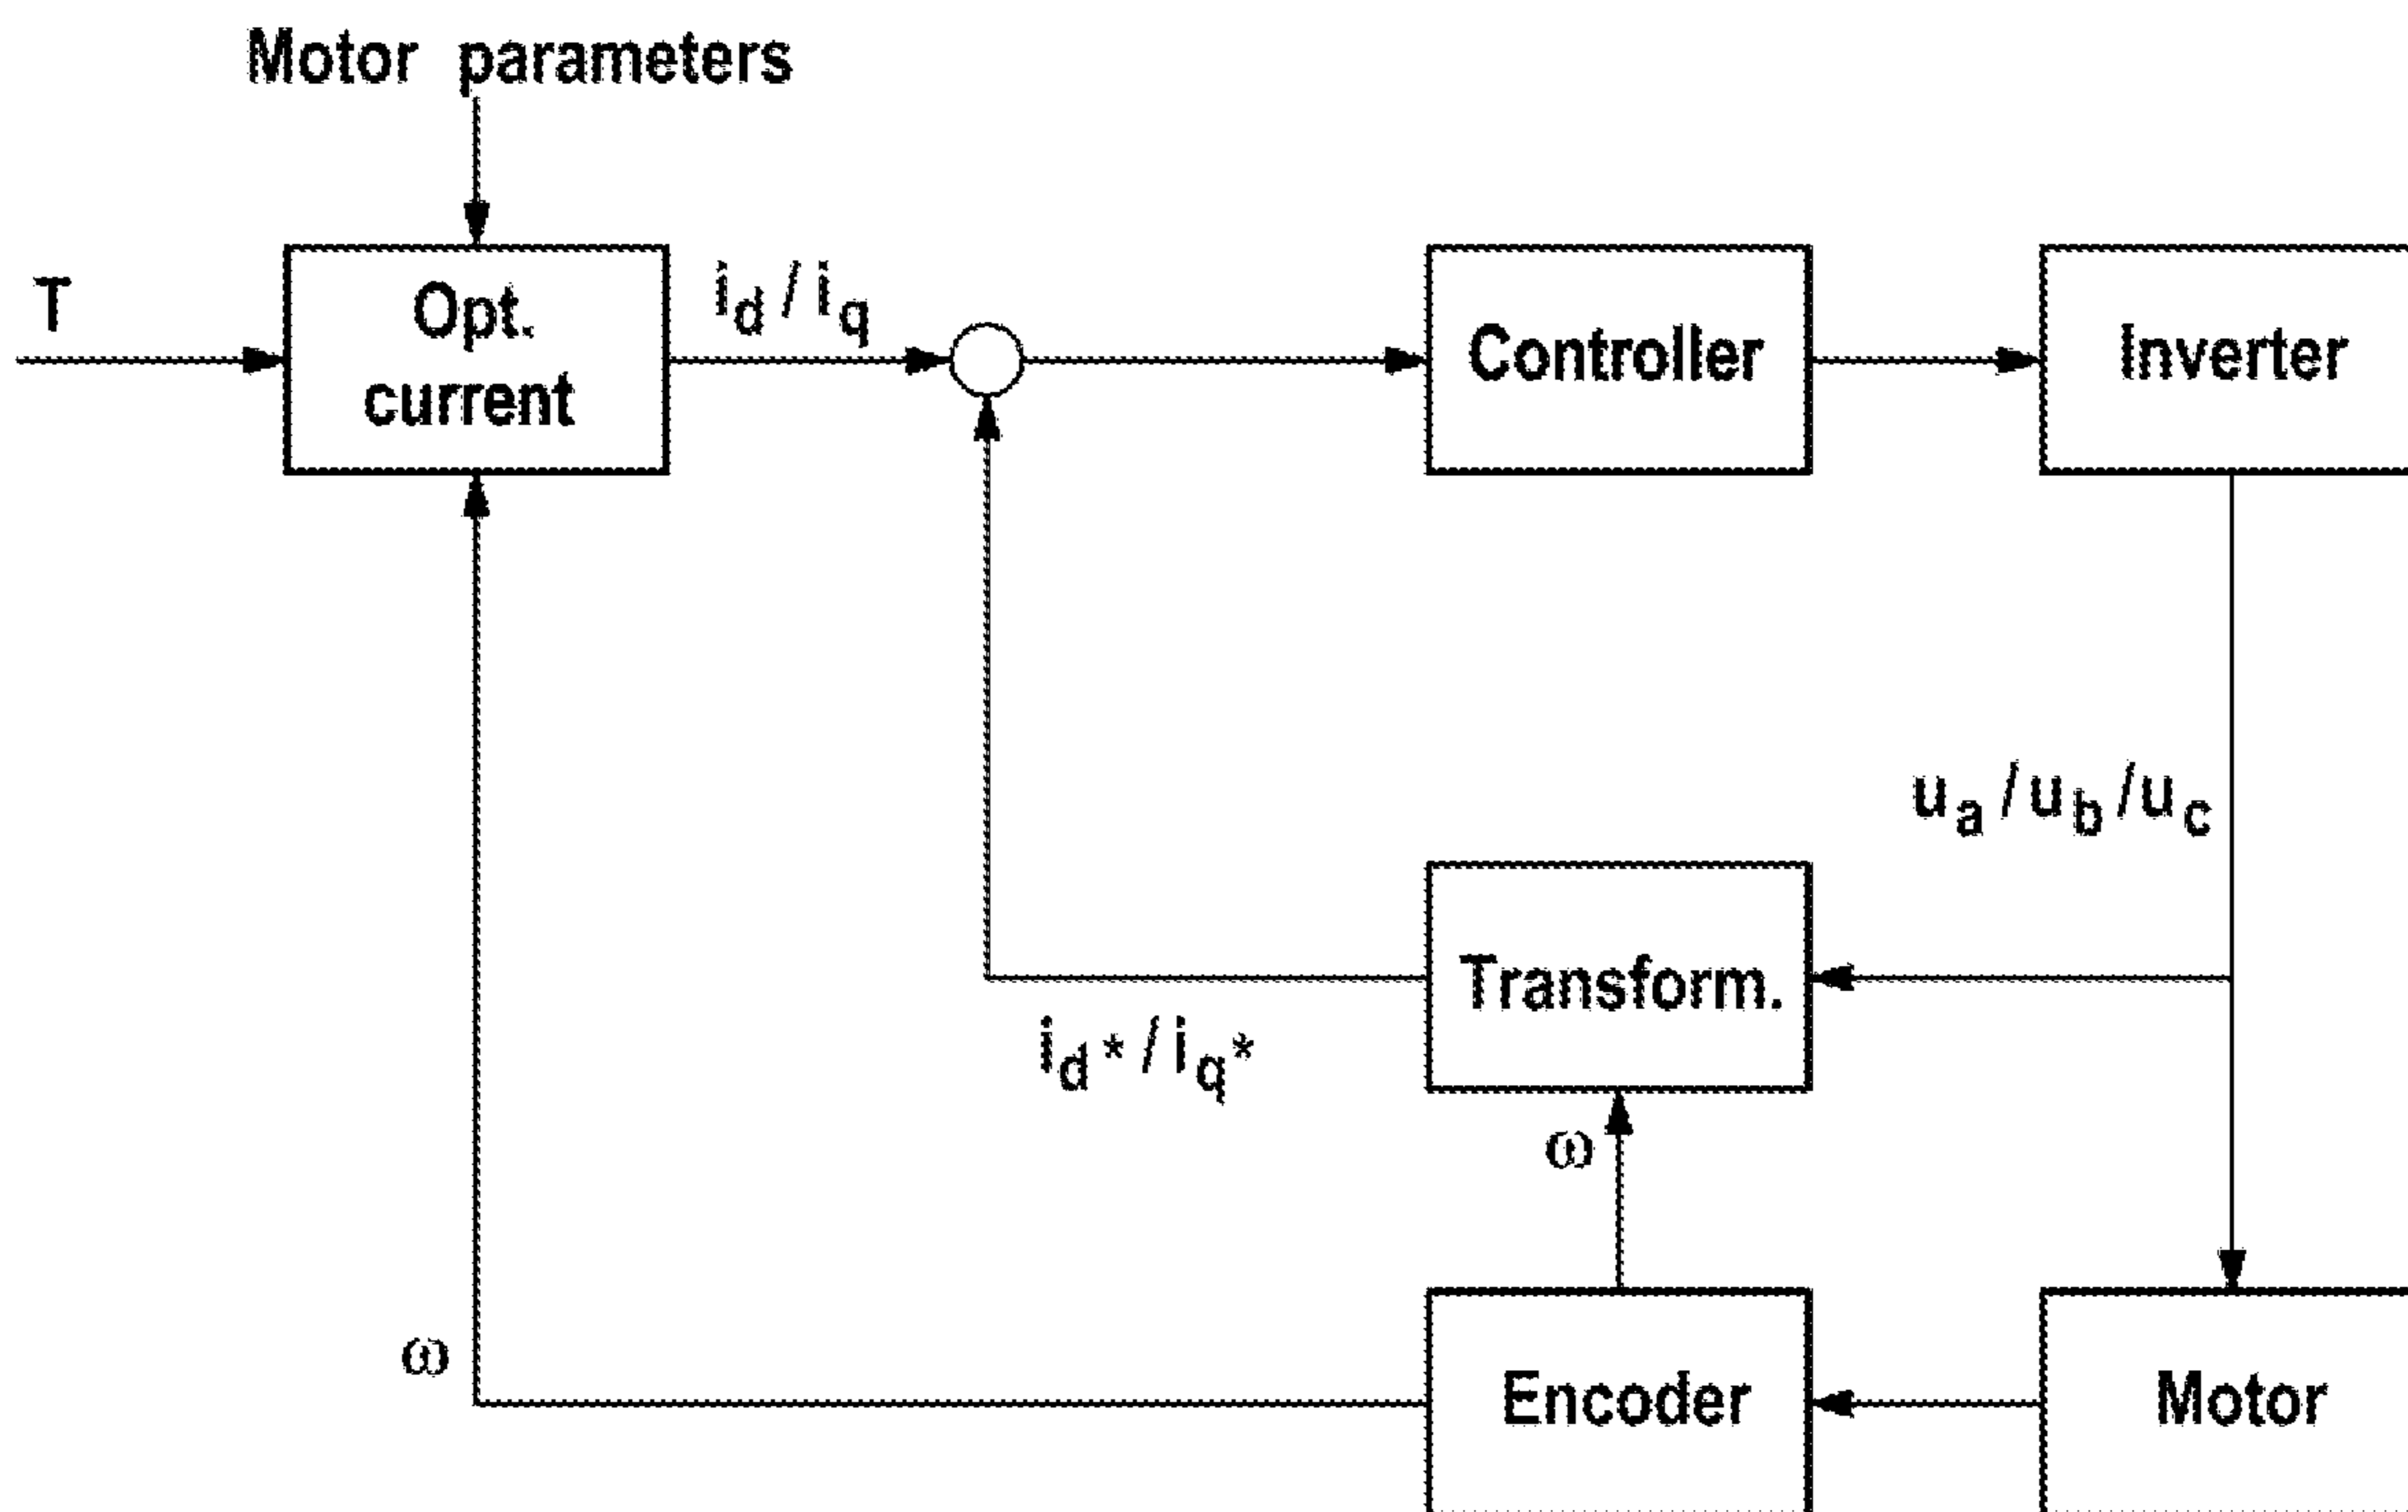 Motor parameters
T
Opt.
current
i_d / i_q
Controller
Inverter
u_a / u_b / u_c
Transform.
i_d* / i_q*
ω
ω
Encoder
Motor